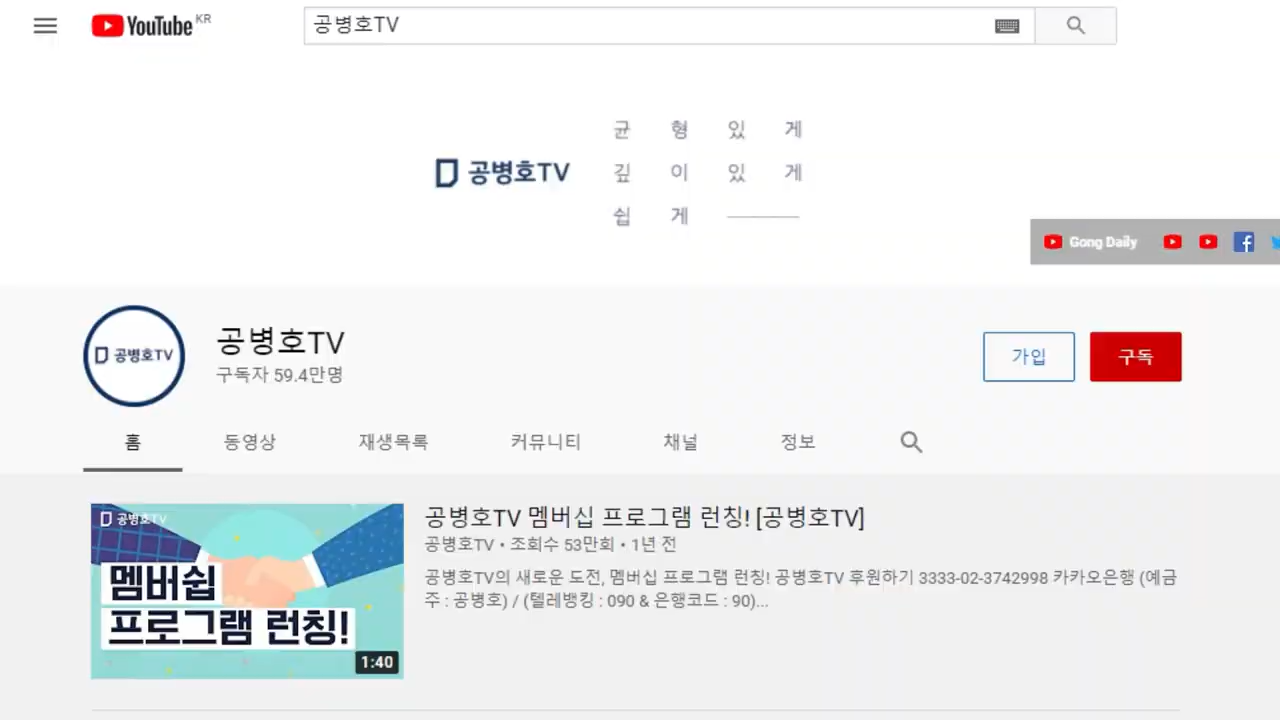 YouTube KR
공병호TV
균 형 있 게
공병호TV
깊 이 있 게
쉽 게
Gong Daily
공병호TV
공병호TV
구독자 59.4만명
가입
구독
홈 동영상 재생목록 커뮤니티 채널 정보
공병호TV
멤버쉽
프로그램 런칭!
1:40
공병호TV 멤버십 프로그램 런칭! [공병호TV]
공병호TV • 조회수 53만회 • 1년 전
공병호TV의 새로운 도전, 멤버십 프로그램 런칭! 공병호TV 후원하기 3333-02-3742998 카카오은행 (예금
주 : 공병호) / (텔레뱅킹 : 090 & 은행코드 : 90)...